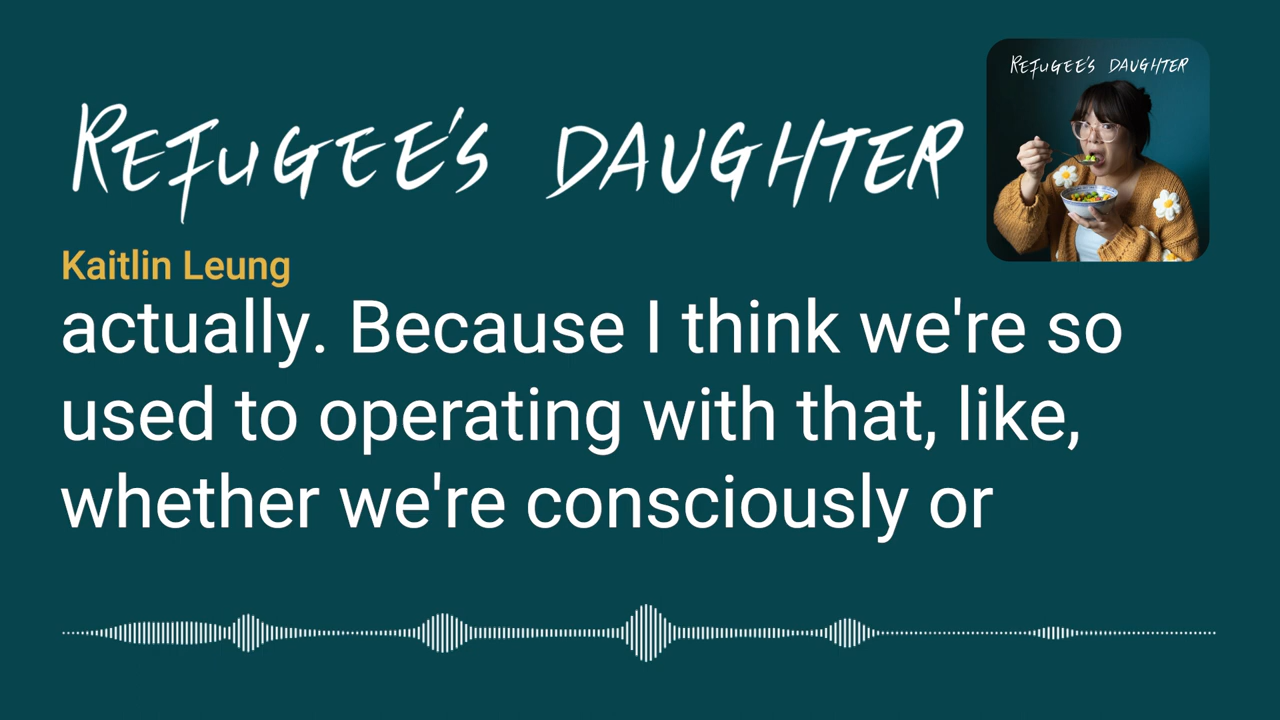 REFUGEE'S DAUGHTER
REFUGEE'S DAUGHTER
Kaitlin Leung
actually. Because I think we're so
used to operating with that, like,
whether we're consciously or